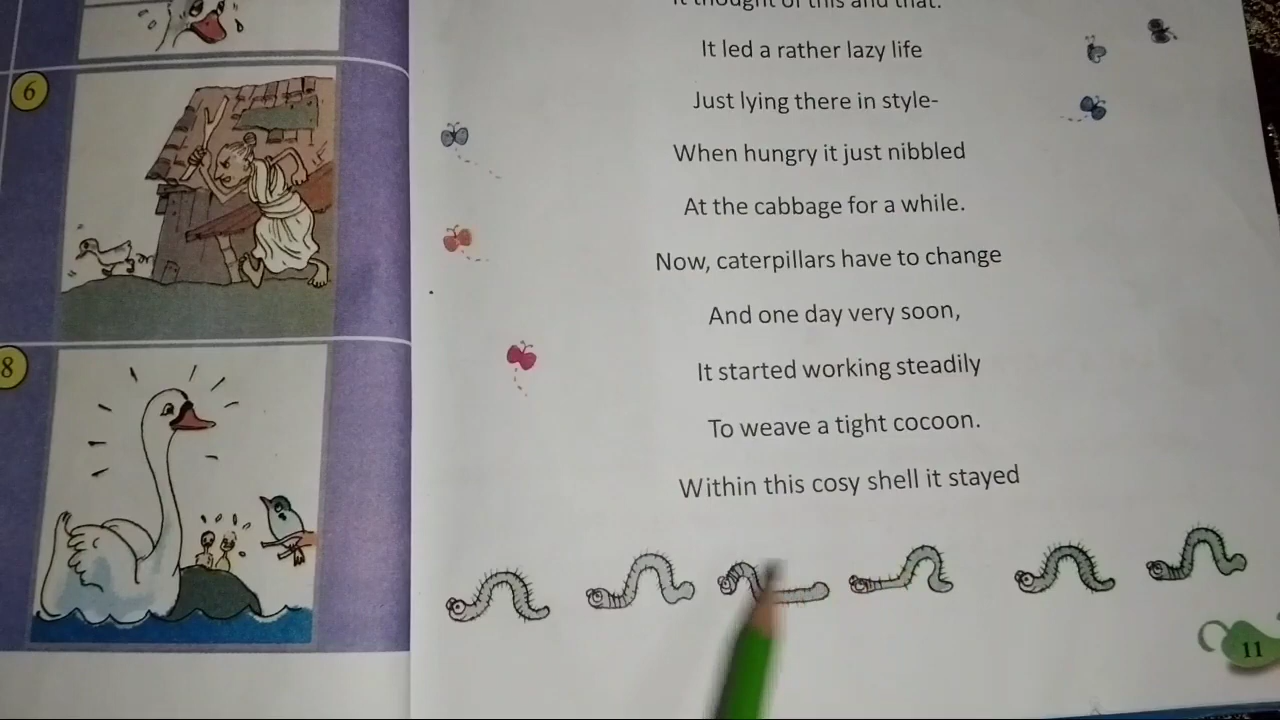 6
8
It thought of this and that.
It led a rather lazy life
Just lying there in style-
When hungry it just nibbled
At the cabbage for a while.
Now, caterpillars have to change
And one day very soon,
It started working steadily
To weave a tight cocoon.
Within this cosy shell it stayed
11